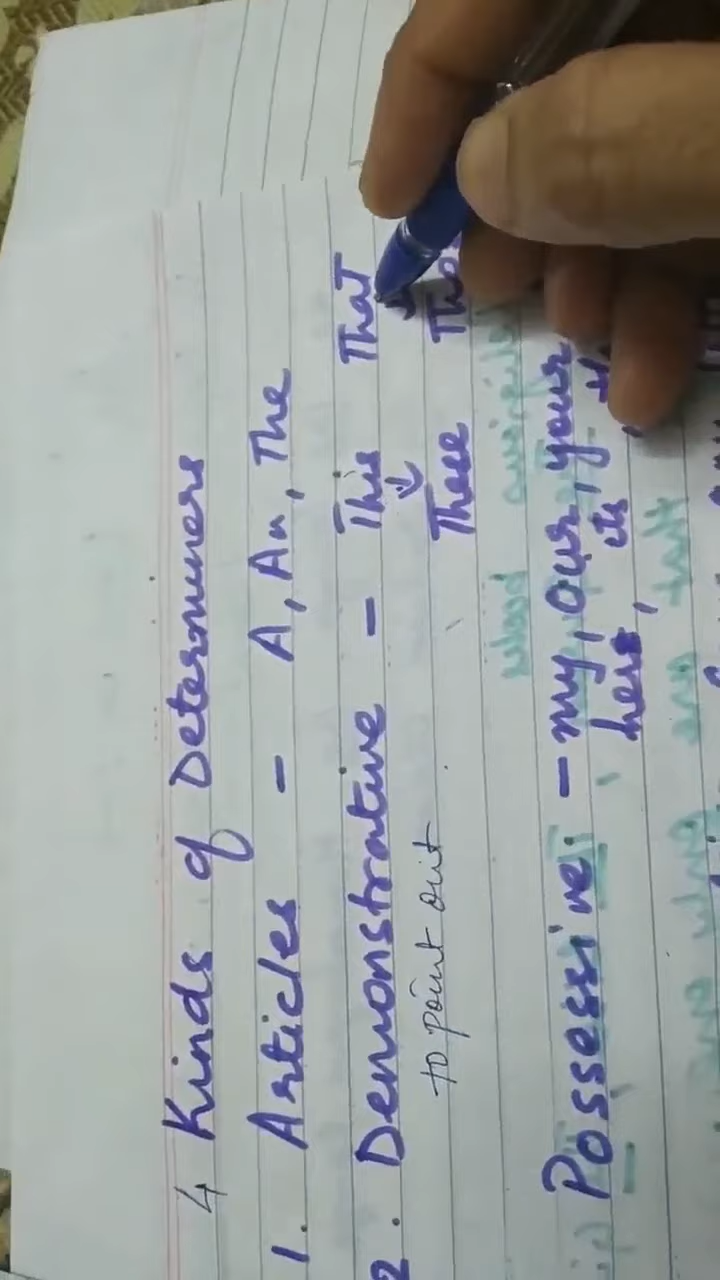 4 Kinds of Determiners
1. Articles - A, An, The
2. Demonstrative - This That
to point out These
Possessive - my, our, your
her, its